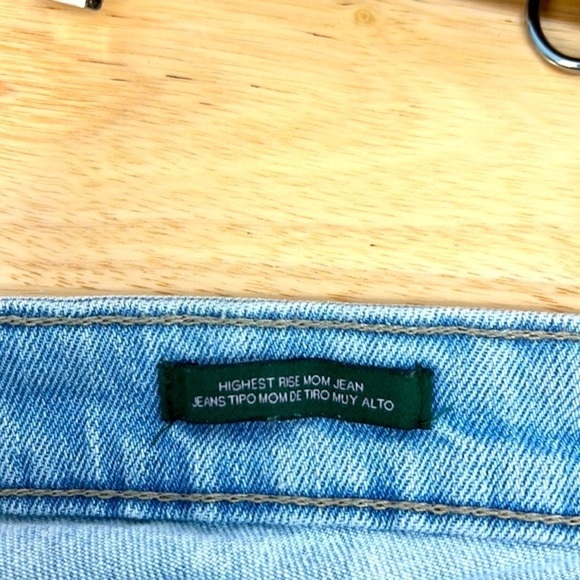 HIGHEST RISE MOM JEAN
JEANS TIPO MOM DE TIRO MUY ALTO